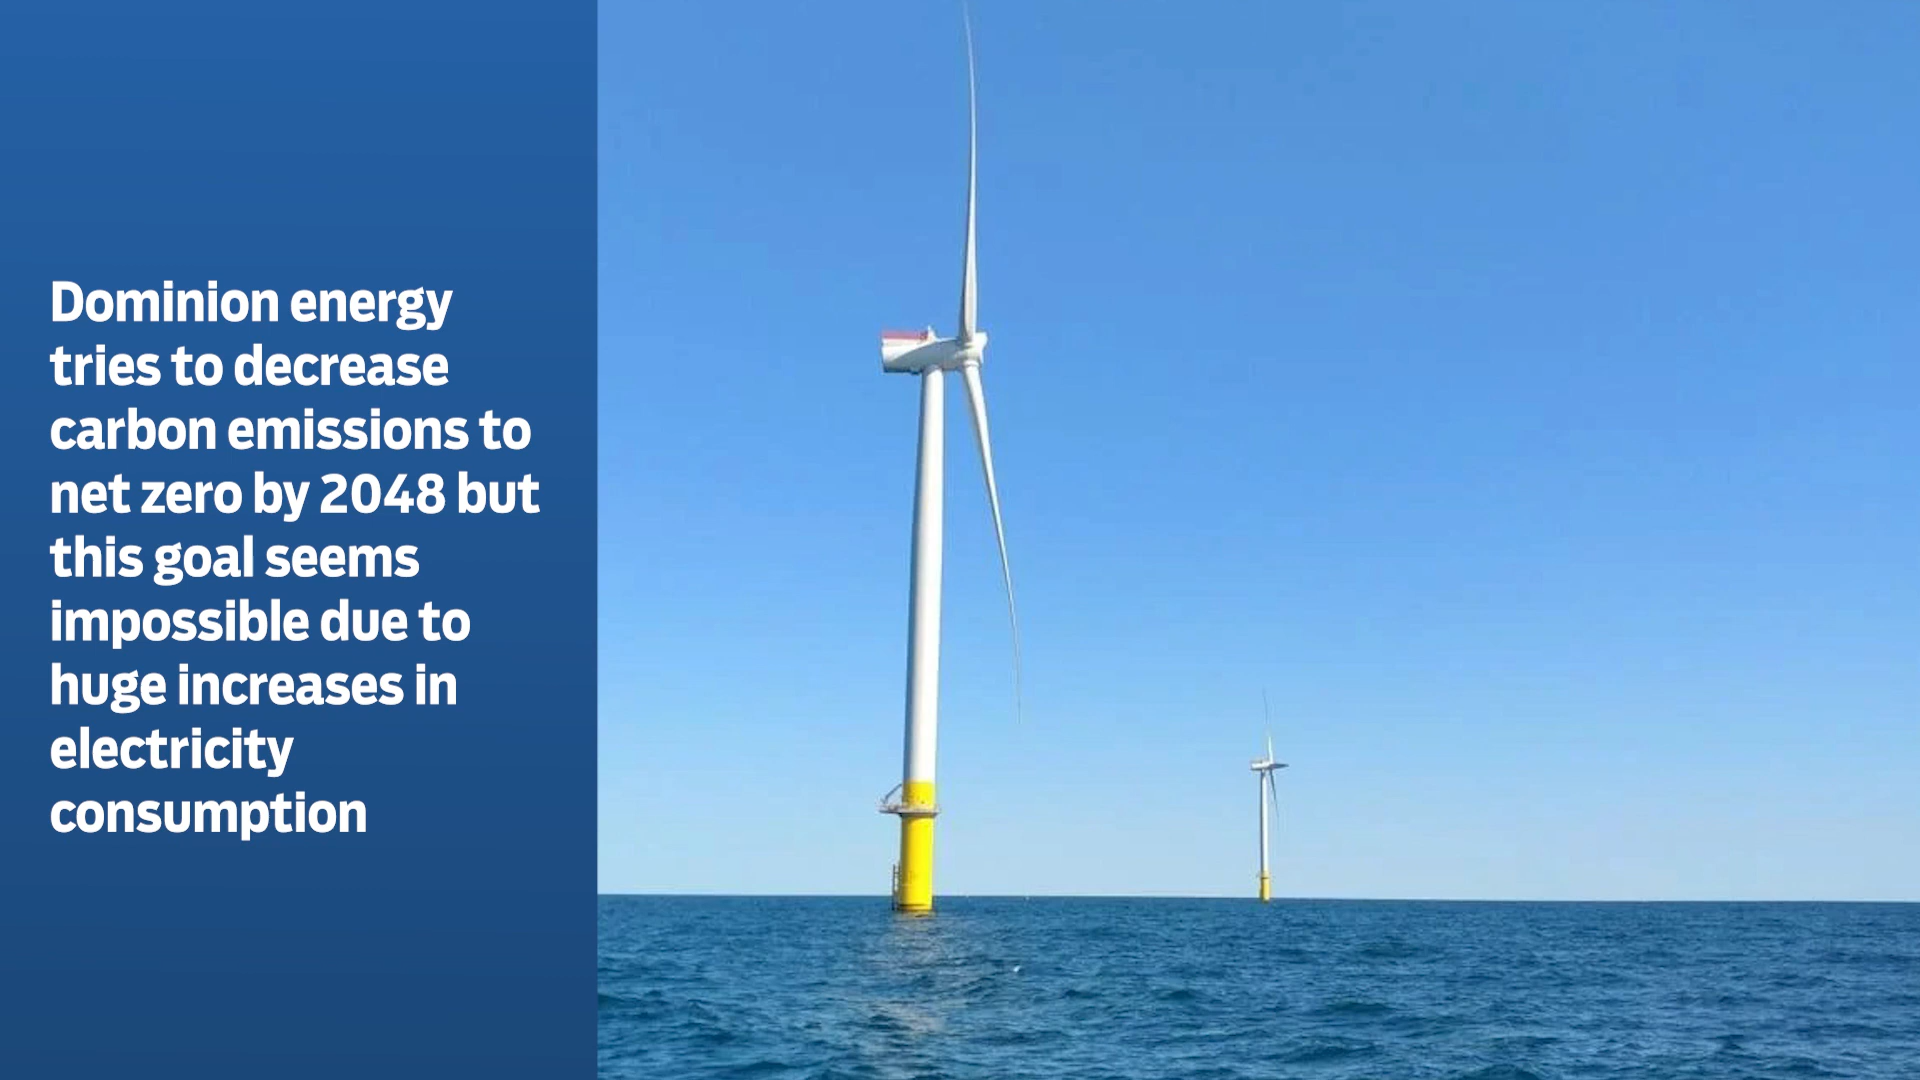 Dominion energy
tries to decrease
carbon emissions to
net zero by 2048 but
this goal seems
impossible due to
huge increases in
electricity
consumption